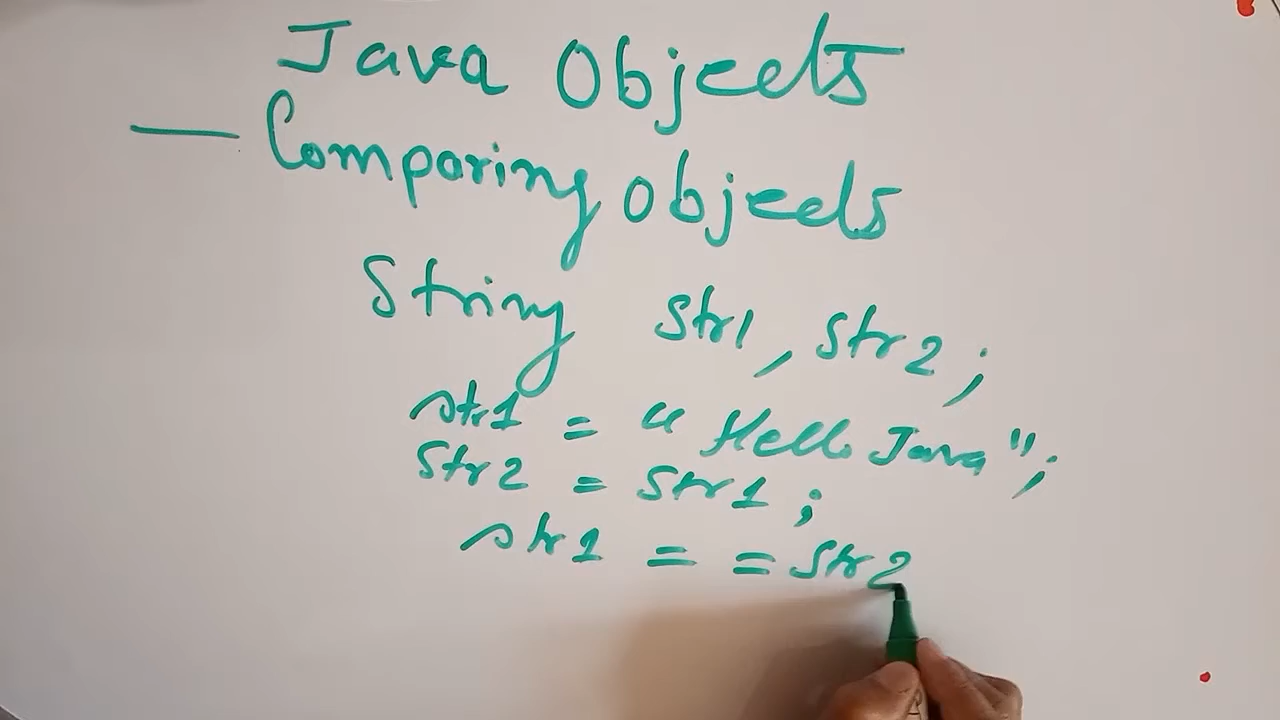 Java Objects
— Comparing objects
String str1, str2;
str1 = "Hello Java";
str2 = str1;
str1 = = str2